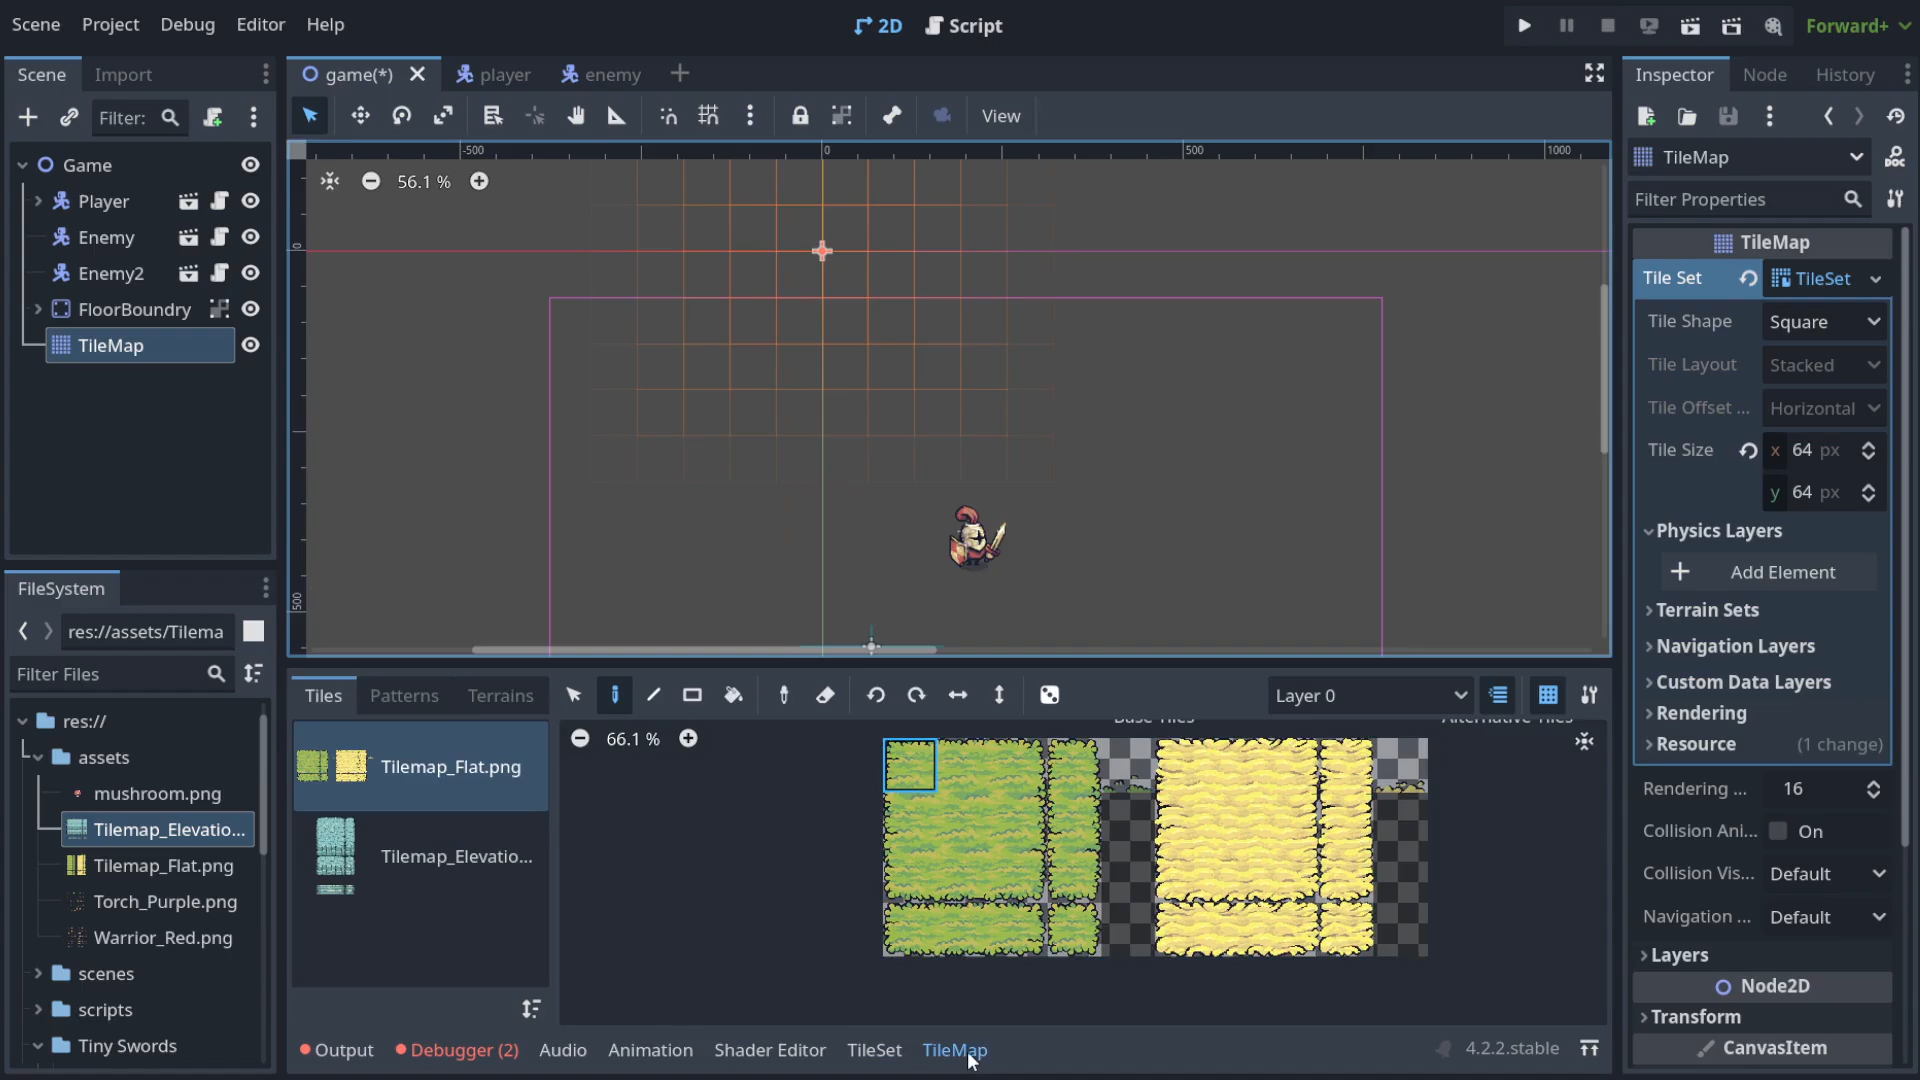 Scene Project Debug Editor Help
2D Script
Forward+
Scene Import
game(*) player enemy
Inspector Node History
Filter:
View
TileMap
Filter Properties
Game
Player
Enemy
Enemy2
FloorBoundry
TileMap
-500 0 500 1000
56.1 %
0
500
TileMap
Tile Set TileSet
Tile Shape Square
Tile Layout Stacked
Tile Offset ... Horizontal
Tile Size x 64 px
y 64 px
Physics Layers
Add Element
Terrain Sets
Navigation Layers
Custom Data Layers
Rendering
Resource (1 change)
Rendering ... 16
Collision Ani... On
Collision Vis... Default
Navigation ... Default
Layers
Node2D
Transform
CanvasItem
FileSystem
res://assets/Tilema
Filter Files
res://
assets
mushroom.png
Tilemap_Elevatio...
Tilemap_Flat.png
Torch_Purple.png
Warrior_Red.png
scenes
scripts
Tiny Swords
Tiles Patterns Terrains
Layer 0
Tilemap_Flat.png
Tilemap_Elevatio...
66.1 %
Base Tiles Alternative Tiles
Output Debugger (2) Audio Animation Shader Editor TileSet TileMap
4.2.2.stable